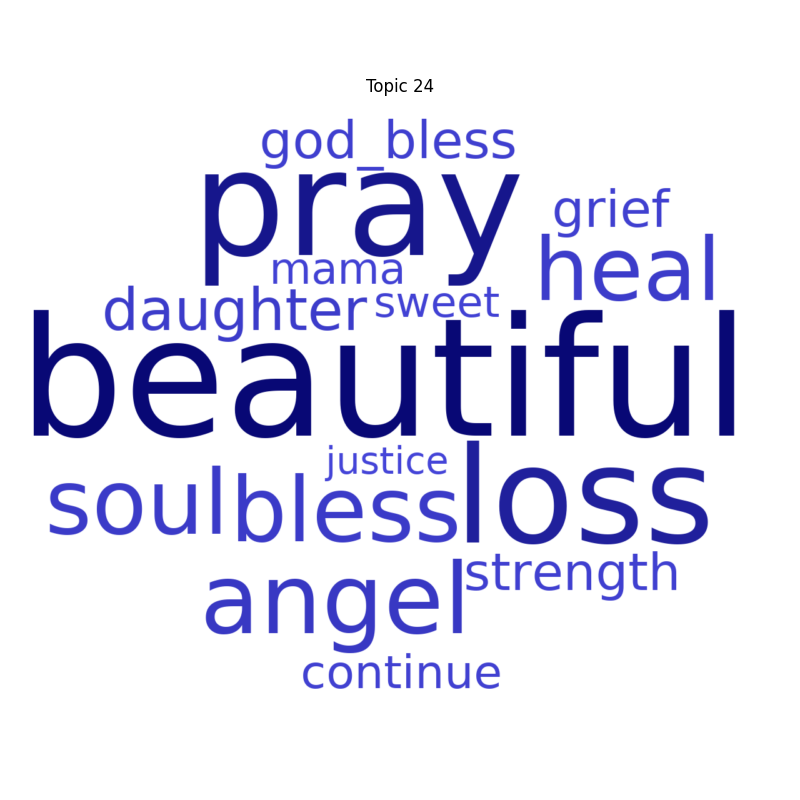 Topic 24
god_bless
pray
grief
heal
mama
daughter sweet
beautiful
justice
soul bless loss
angel strength
continue